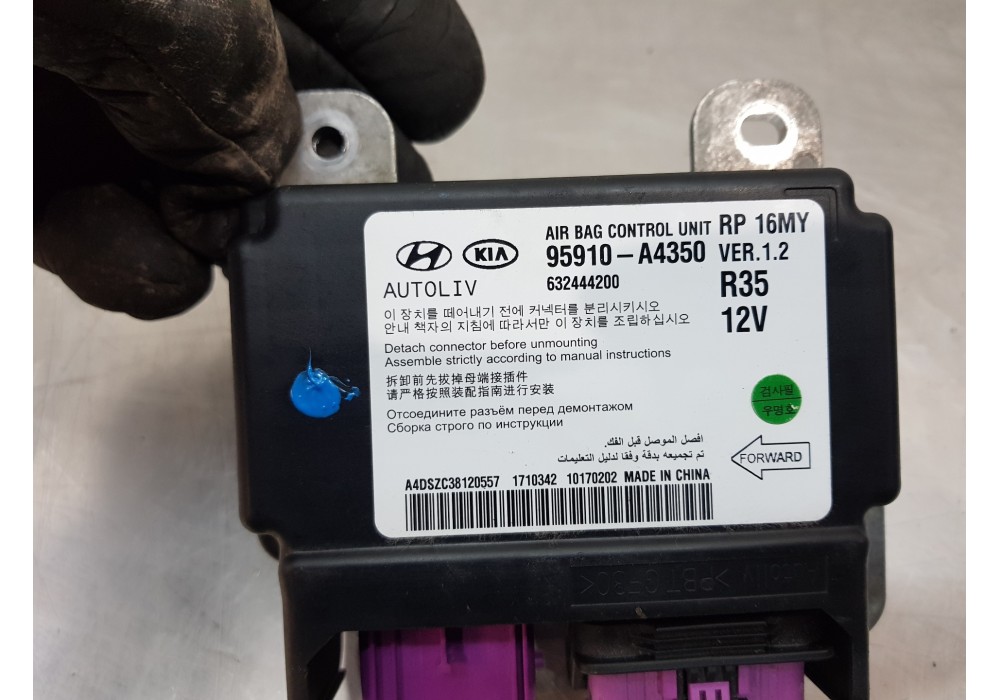 AIR BAG CONTROL UNIT RP 16MY
KIA 95910-A4350 VER.1.2
AUTOLIV 632444200 R35
12V
이 장치를 떼어내기 전에 커넥터를 분리시키시오
안내 책자의 지침에 따라서만 이 장치를 조립하십시오
Detach connector before unmounting
Assemble strictly according to manual instructions
拆卸前先拔掉母端接插件
请严格按照装配指南进行安装
Отсоедините разъём перед демонтажом
Сборка строго по инструкции
افصل الموصل قبل الفك.
تم تجميعه بدقة وفقا لدليل التعليمات
검사필
우명호
FORWARD
A4DSZC38120557 1710342 10170202 MADE IN CHINA